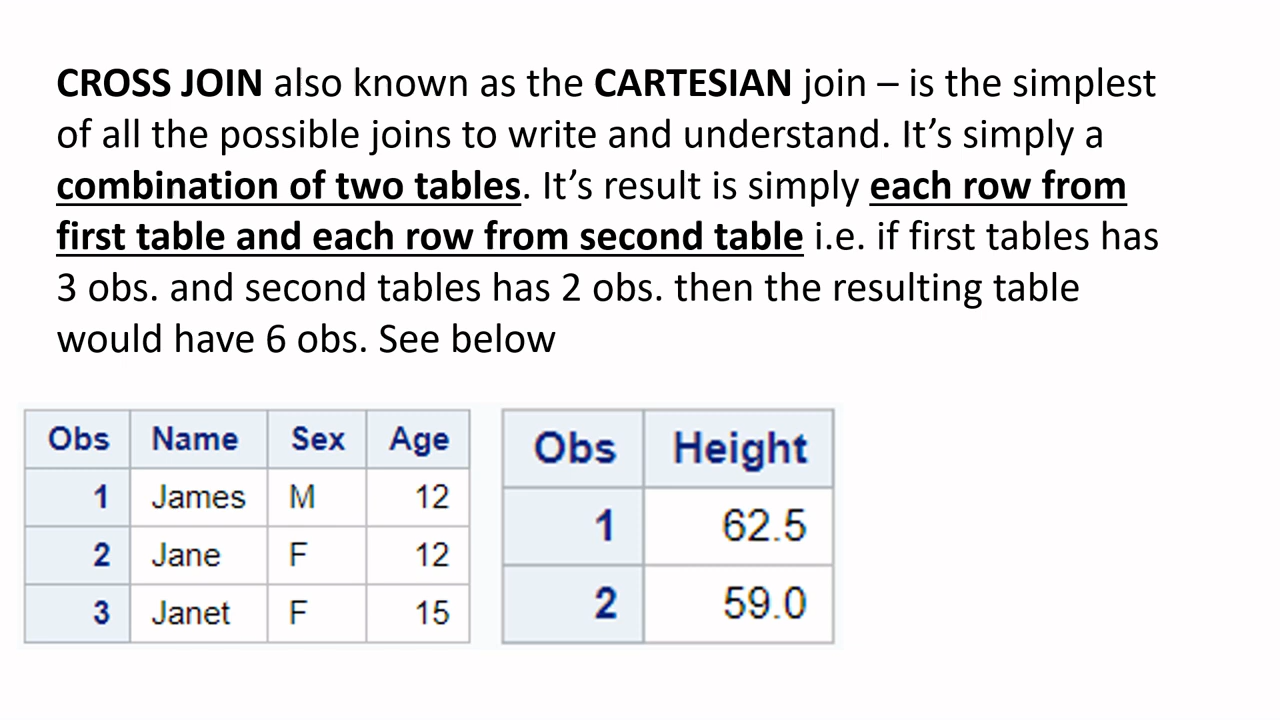 CROSS JOIN also known as the CARTESIAN join – is the simplest
of all the possible joins to write and understand. It’s simply a
combination of two tables. It’s result is simply each row from
first table and each row from second table i.e. if first tables has
3 obs. and second tables has 2 obs. then the resulting table
would have 6 obs. See below
Obs Name Sex Age
1 James M 12
2 Jane F 12
3 Janet F 15
Obs Height
1 62.5
2 59.0